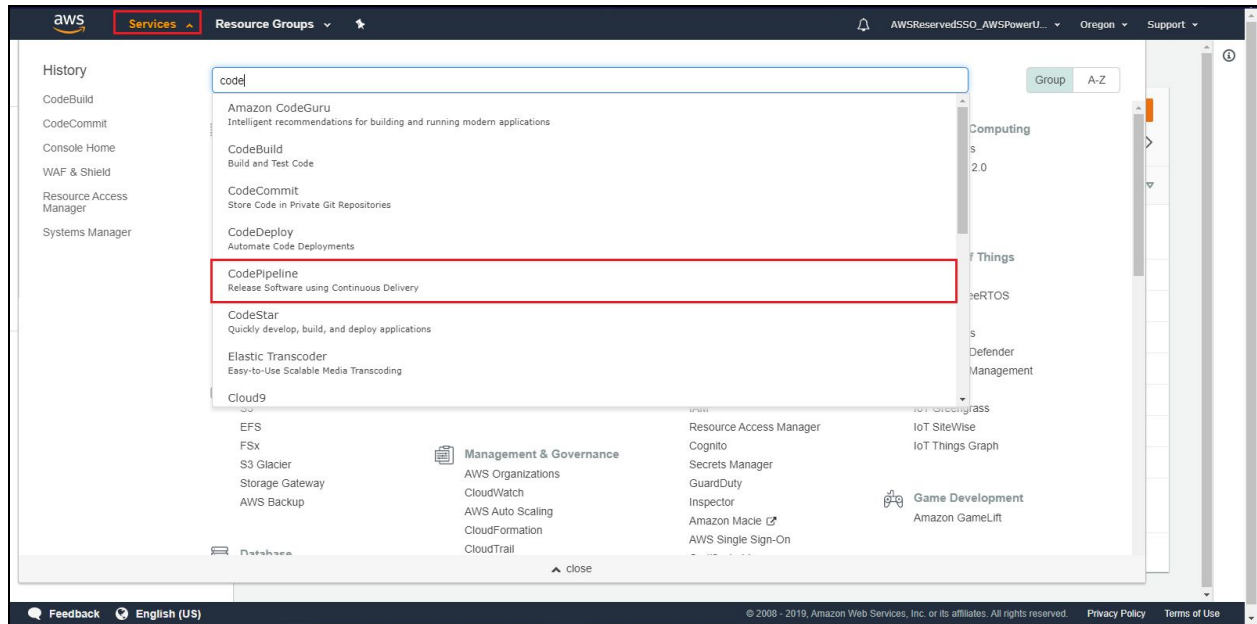 aws
Services
Resource Groups
AWSReservedSSO_AWSPowerU...
Oregon
Support
History
CodeBuild
CodeCommit
Console Home
WAF & Shield
Resource Access
Manager
Systems Manager
code
Group
A-Z
Amazon CodeGuru
Intelligent recommendations for building and running modern applications
CodeBuild
Build and Test Code
CodeCommit
Store Code in Private Git Repositories
CodeDeploy
Automate Code Deployments
CodePipeline
Release Software using Continuous Delivery
CodeStar
Quickly develop, build, and deploy applications
Elastic Transcoder
Easy-to-Use Scalable Media Transcoding
Cloud9
EFS
FSx
S3 Glacier
Storage Gateway
AWS Backup
Database
Management & Governance
AWS Organizations
CloudWatch
AWS Auto Scaling
CloudFormation
CloudTrail
Resource Access Manager
Cognito
Secrets Manager
GuardDuty
Inspector
Amazon Macie
AWS Single Sign-On
Computing
s
2.0
f Things
eeRTOS
s
Defender
Management
IoT Greengrass
IoT SiteWise
IoT Things Graph
Game Development
Amazon GameLift
close
Feedback
English (US)
© 2008 - 2019, Amazon Web Services, Inc. or its affiliates. All rights reserved.
Privacy Policy
Terms of Use